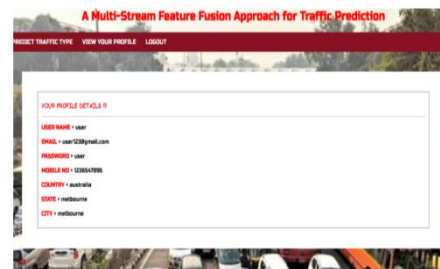 A Multi-Stream Feature Fusion Approach for Traffic Prediction
PREDICT TRAFFIC TYPE VIEW YOUR PROFILE LOGOUT
YOUR PROFILE DETAILS !!
USER NAME = user
EMAIL = user123@gmail.com
PASSWORD = user
MOBILE NO =
COUNTRY = australia
STATE = melbourne
CITY = melbourne